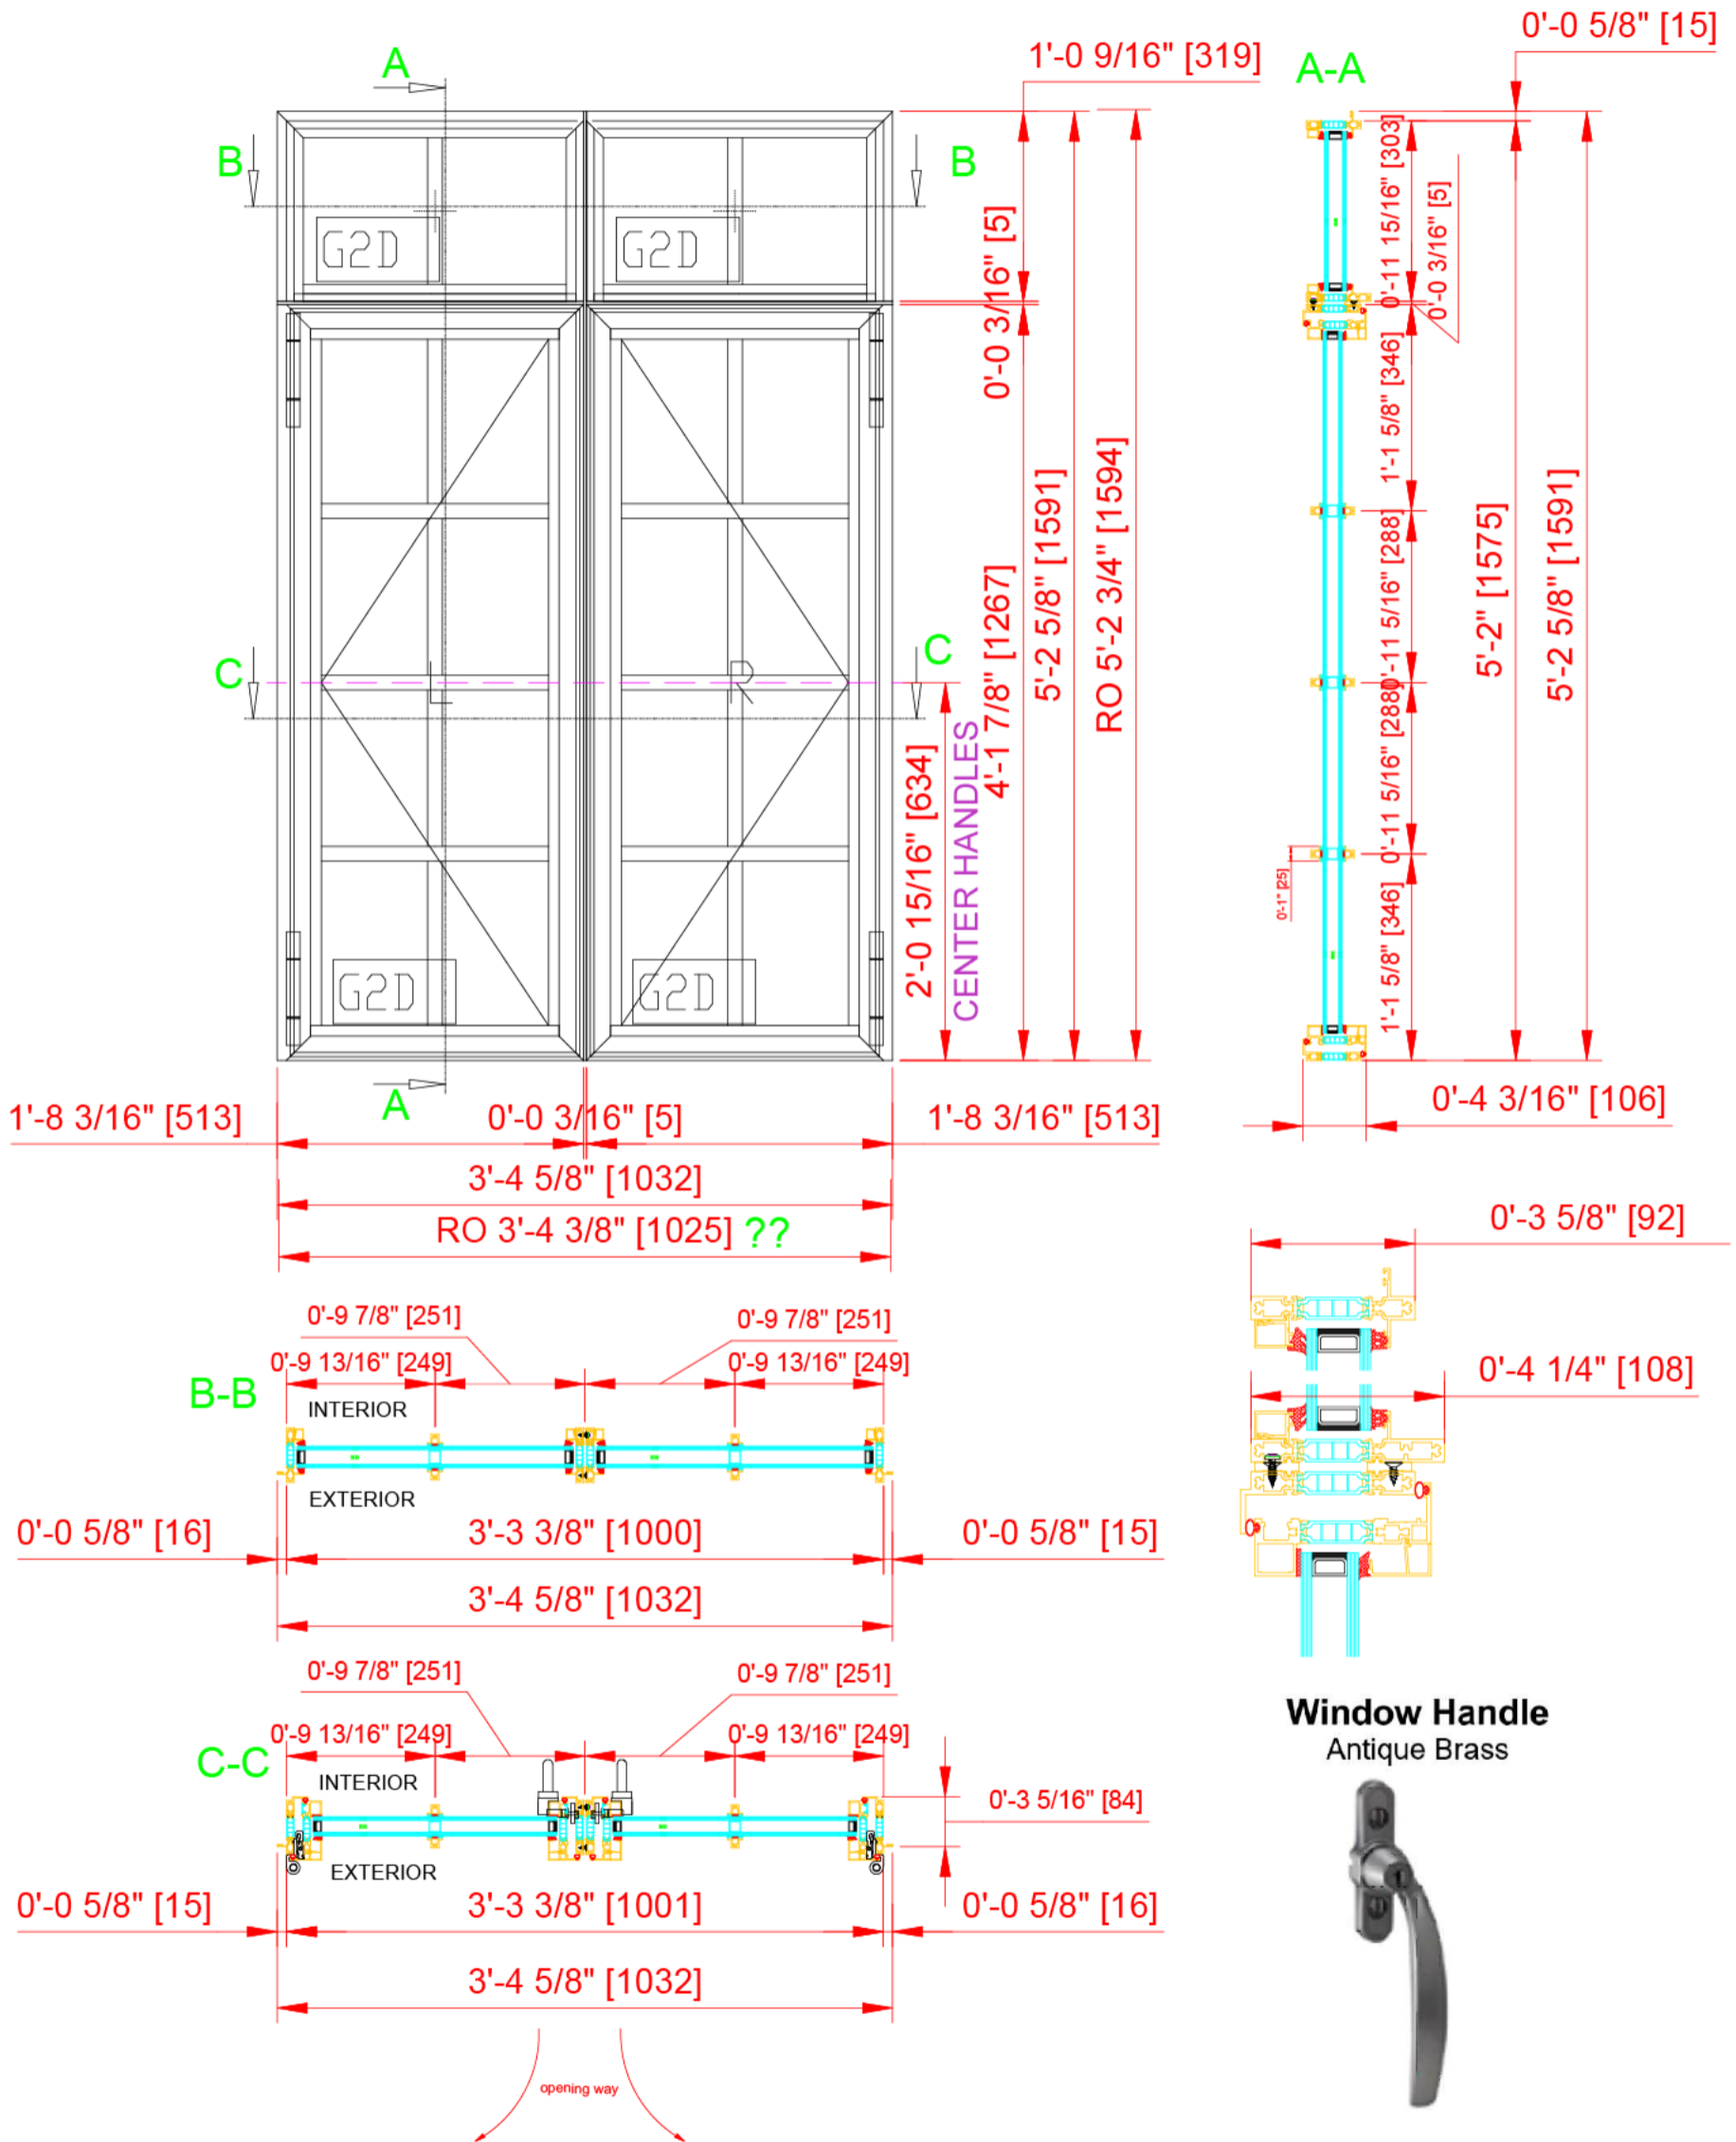 0'-0 5/8" [15]
1'-0 9/16" [319]
A
A-A
B
B
G2D
G2D
0'-0 3/16" [5]
0'-11 15/16" [303]
0'-0 3/16" [5]
1'-1 5/8" [346]
5'-2 5/8" [1591]
RO 5'-2 3/4" [1594]
4'-1 7/8" [1267]
0'-11 5/16" [288]
5'-2" [1575]
5'-2 5/8" [1591]
C
C
L
R
2'-0 15/16" [634]
CENTER HANDLES
0'-11 5/16" [288]
0'-1" [25]
1'-1 5/8" [346]
G2D
G2D
A
0'-4 3/16" [106]
1'-8 3/16" [513]
0'-0 3/16" [5]
1'-8 3/16" [513]
3'-4 5/8" [1032]
RO 3'-4 3/8" [1025] ??
0'-3 5/8" [92]
0'-9 7/8" [251]
0'-9 7/8" [251]
0'-9 13/16" [249]
0'-9 13/16" [249]
0'-4 1/4" [108]
B-B
INTERIOR
EXTERIOR
0'-0 5/8" [16]
3'-3 3/8" [1000]
0'-0 5/8" [15]
3'-4 5/8" [1032]
0'-9 7/8" [251]
0'-9 7/8" [251]
0'-9 13/16" [249]
0'-9 13/16" [249]
C-C
INTERIOR
0'-3 5/16" [84]
EXTERIOR
0'-0 5/8" [15]
3'-3 3/8" [1001]
0'-0 5/8" [16]
3'-4 5/8" [1032]
opening way
Window Handle
Antique Brass